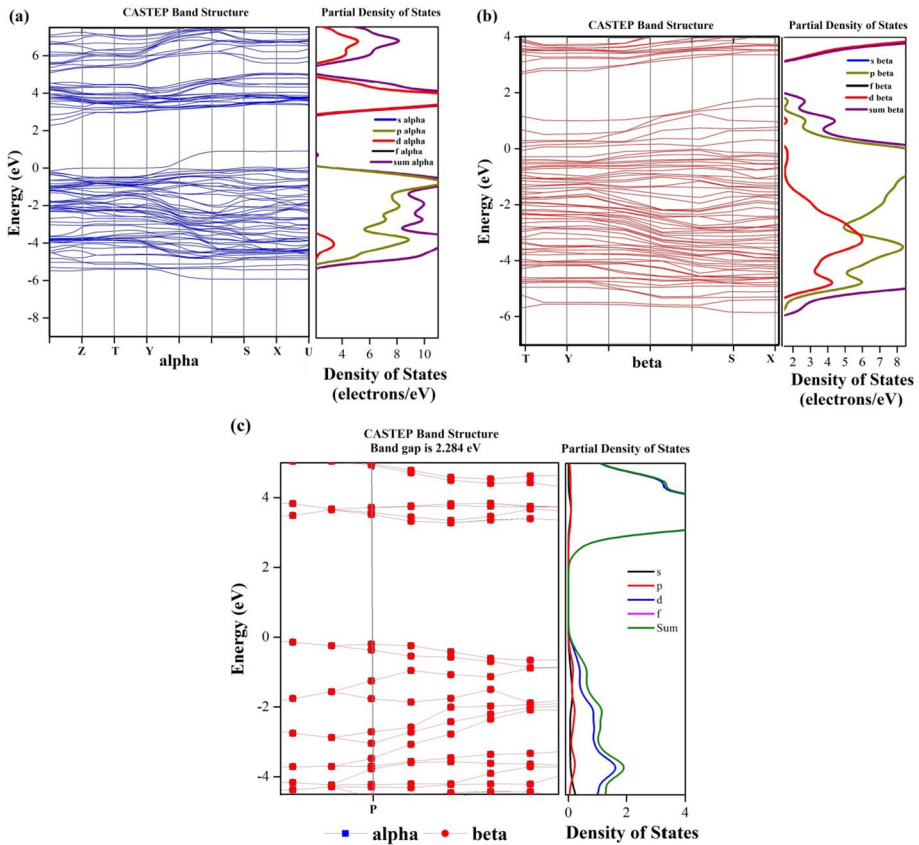 (a)
CASTEP Band Structure
Partial Density of States
Energy (eV)
6
4
2
0
-2
-4
-6
-9
Z
T
Y
S
X
U
alpha
s alpha
p alpha
d alpha
f alpha
sum alpha
4
6
8
10
Density of States
(electrons/eV)
(b)
CASTEP Band Structure
Partial Density of States
Energy (eV)
4
2
0
-2
-4
-6
T
Y
S
X
beta
s beta
p beta
f beta
d beta
sum beta
2
3
4
5
6
7
8
Density of States
(electrons/eV)
(c)
CASTEP Band Structure
Band gap is 2.284 eV
Partial Density of States
Energy (eV)
4
2
0
-2
-4
P
s
p
d
f
Sum
0
2
4
Density of States
alpha
beta